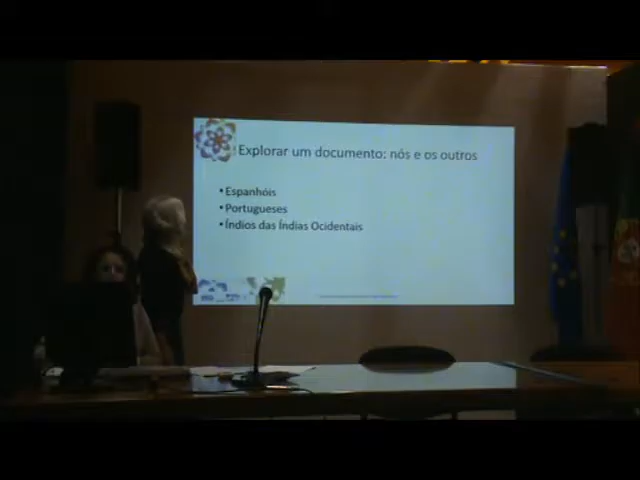 Explorar um documento: nós e os outros
• Espanhóis
• Portugueses
• Índios das Índias Ocidentais